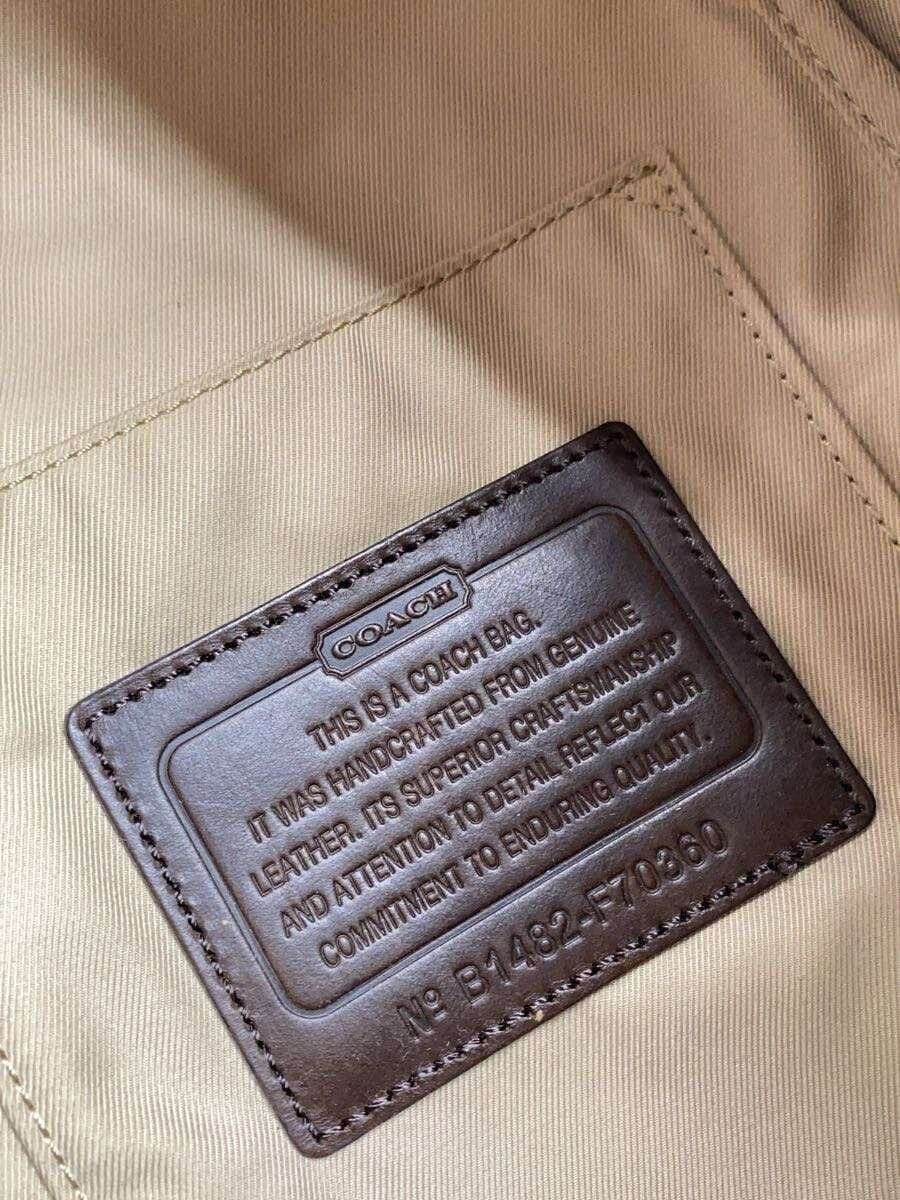 COACH
THIS IS A COACH BAG.
IT WAS HANDCRAFTED FROM GENUINE
LEATHER. ITS SUPERIOR CRAFTSMANSHIP
AND ATTENTION TO DETAIL REFLECT OUR
COMMITMENT TO ENDURING QUALITY.
Nº B1482-F70360